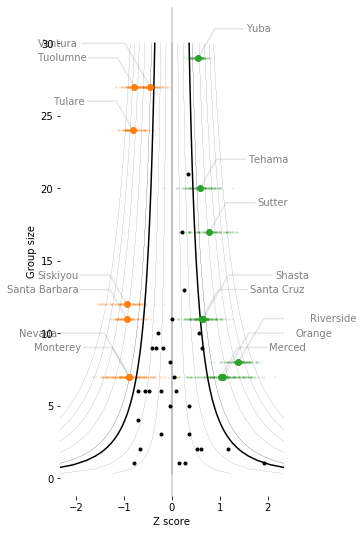 Yuba
30
Ventura
Tuolumne
Tulare
Tehama
20
Sutter
25
15
Group size
Siskiyou
Shasta
Santa Barbara
Santa Cruz
Riverside
Nevada
10
Orange
Monterey
Merced
5
0
−2 −1 0 1 2
Z score